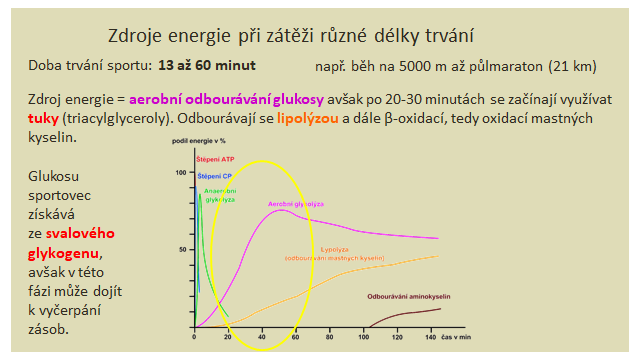 Zdroje energie při zátěži různé délky trvání
Doba trvání sportu: 13 až 60 minut
např. běh na 5000 m až půlmaraton (21 km)
Zdroj energie = aerobní odbourávání glukosy avšak po 20-30 minutách se začínají využívat
tuky (triacylglyceroly). Odbourávají se lipolýzou a dále β-oxidací, tedy oxidací mastných
kyselin.
Glukosu
sportovec
získává
ze svalového
glykogenu,
avšak v této
fázi může dojít
k vyčerpání
zásob.
podíl energie v %
Štěpení ATP
100
Štěpení CP
Anaerobní
glykolýza
Aerobní glykolýza
50
Lypolýza
(odbourávání mastných kyselin)
Odbourávání aminokyselin
0 20 40 60 80 100 120 140 čas v min